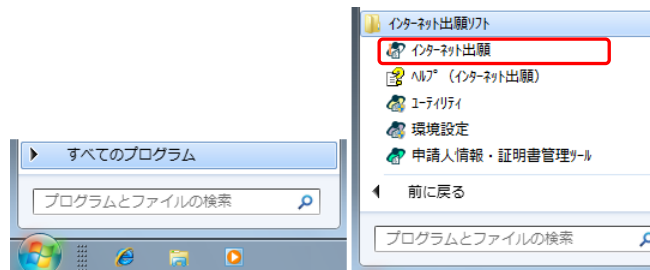 すべてのプログラム
プログラムとファイルの検索
インターネット出願ソフト
インターネット出願
ヘルプ (インターネット出願)
ユーティリティ
環境設定
申請人情報・証明書管理ツール
前に戻る
プログラムとファイルの検索